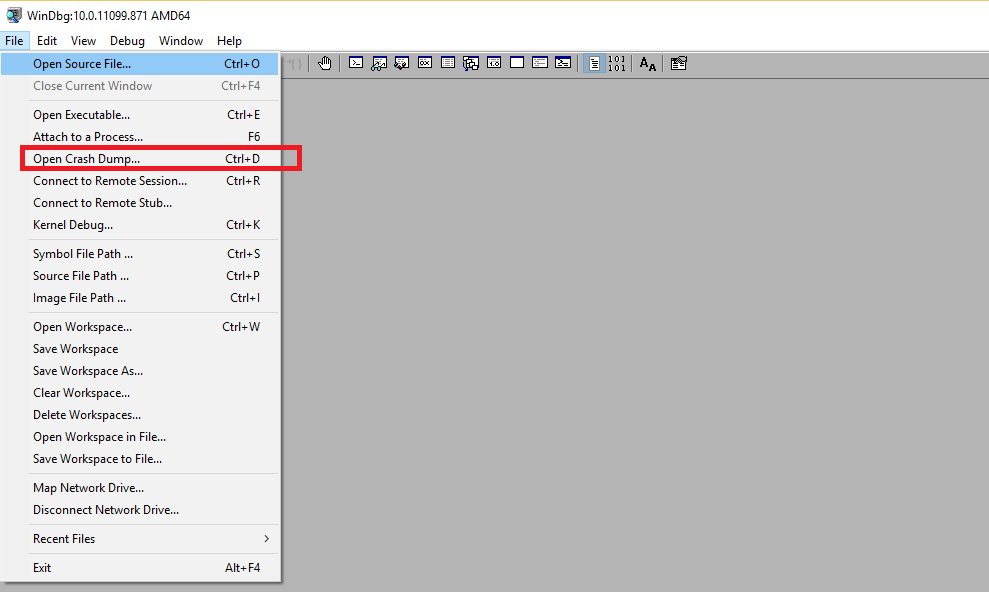 WinDbg:10.0.11099.871 AMD64
File Edit View Debug Window Help
Open Source File... Ctrl+O
Close Current Window Ctrl+F4
Open Executable... Ctrl+E
Attach to a Process... F6
Open Crash Dump... Ctrl+D
Connect to Remote Session... Ctrl+R
Connect to Remote Stub...
Kernel Debug... Ctrl+K
Symbol File Path ... Ctrl+S
Source File Path ... Ctrl+P
Image File Path ... Ctrl+I
Open Workspace... Ctrl+W
Save Workspace
Save Workspace As...
Clear Workspace...
Delete Workspaces...
Open Workspace in File...
Save Workspace to File...
Map Network Drive...
Disconnect Network Drive...
Recent Files
Exit Alt+F4